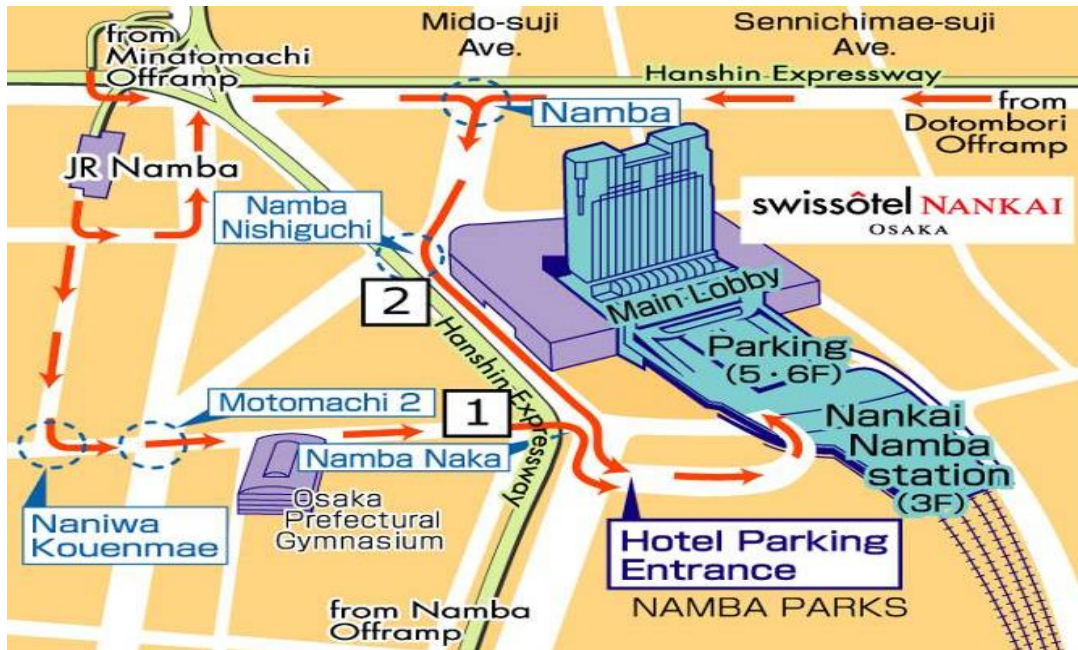 from
Minatomachi
Offramp
Mido-suji
Ave.
Sennichimae-suji
Ave.
Hanshin Expressway
Namba
from
Dotombori
Offramp
JR Namba
Namba
Nishiguchi
swissôtel NANKAI
OSAKA
2
Main Lobby
Parking
(5・6F)
Hanshin Expressway
Motomachi 2
1
Namba Naka
Nankai
Namba
station
(3F)
Naniwa
Kouenmae
Osaka
Prefectural
Gymnasium
Hotel Parking
Entrance
NAMBA PARKS
from Namba
Offramp